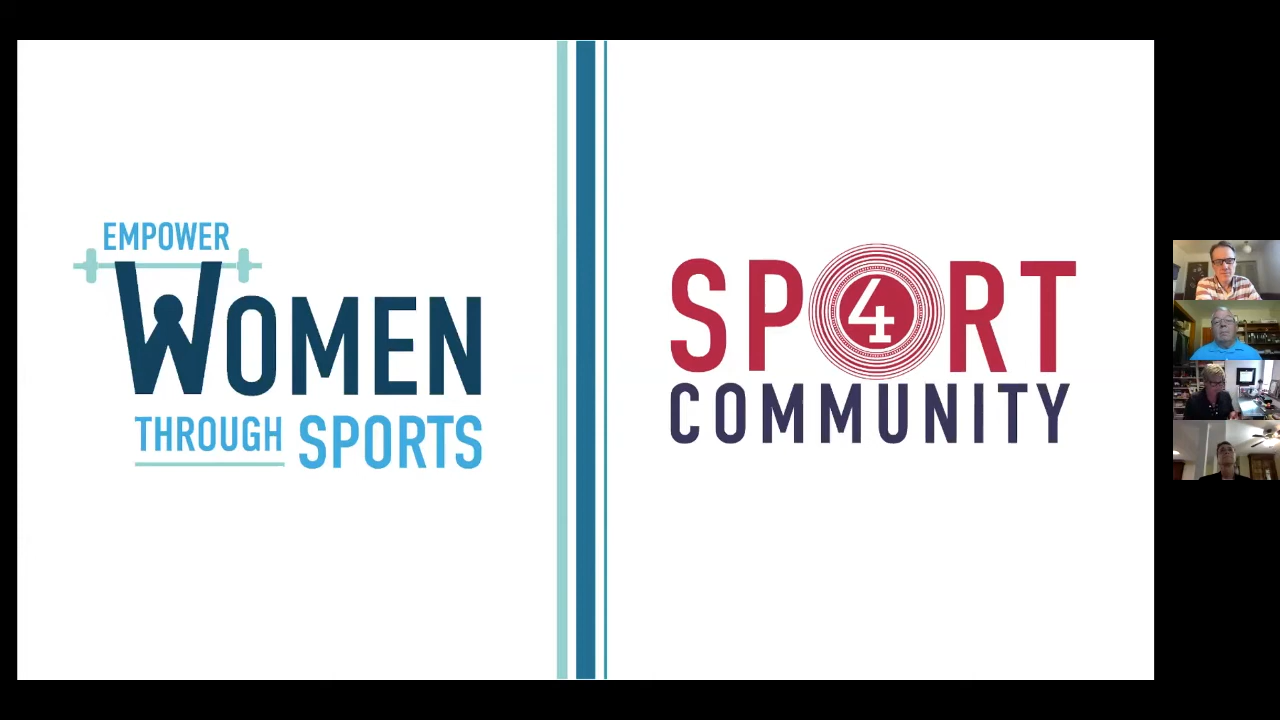 EMPOWER
WOMEN
THROUGH SPORTS
SP4RT
COMMUNITY